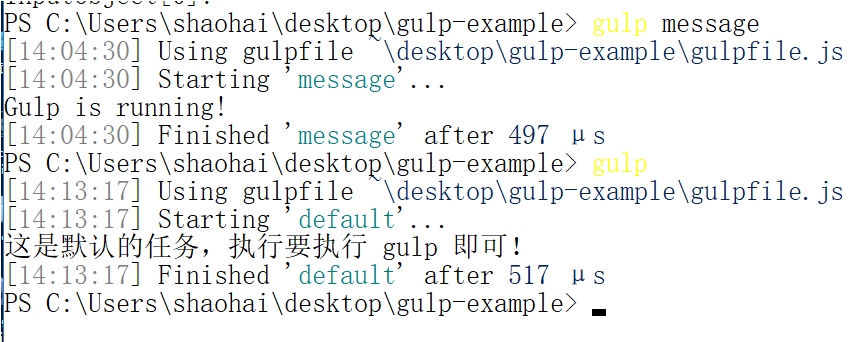 PS C:\Users\shaohai\desktop\gulp-example> gulp message
[14:04:30] Using gulpfile ~\desktop\gulp-example\gulpfile.js
[14:04:30] Starting 'message'...
Gulp is running!
[14:04:30] Finished 'message' after 497 μs
PS C:\Users\shaohai\desktop\gulp-example> gulp
[14:13:17] Using gulpfile ~\desktop\gulp-example\gulpfile.js
[14:13:17] Starting 'default'...
这是默认的任务，执行要执行 gulp 即可！
[14:13:17] Finished 'default' after 517 μs
PS C:\Users\shaohai\desktop\gulp-example>